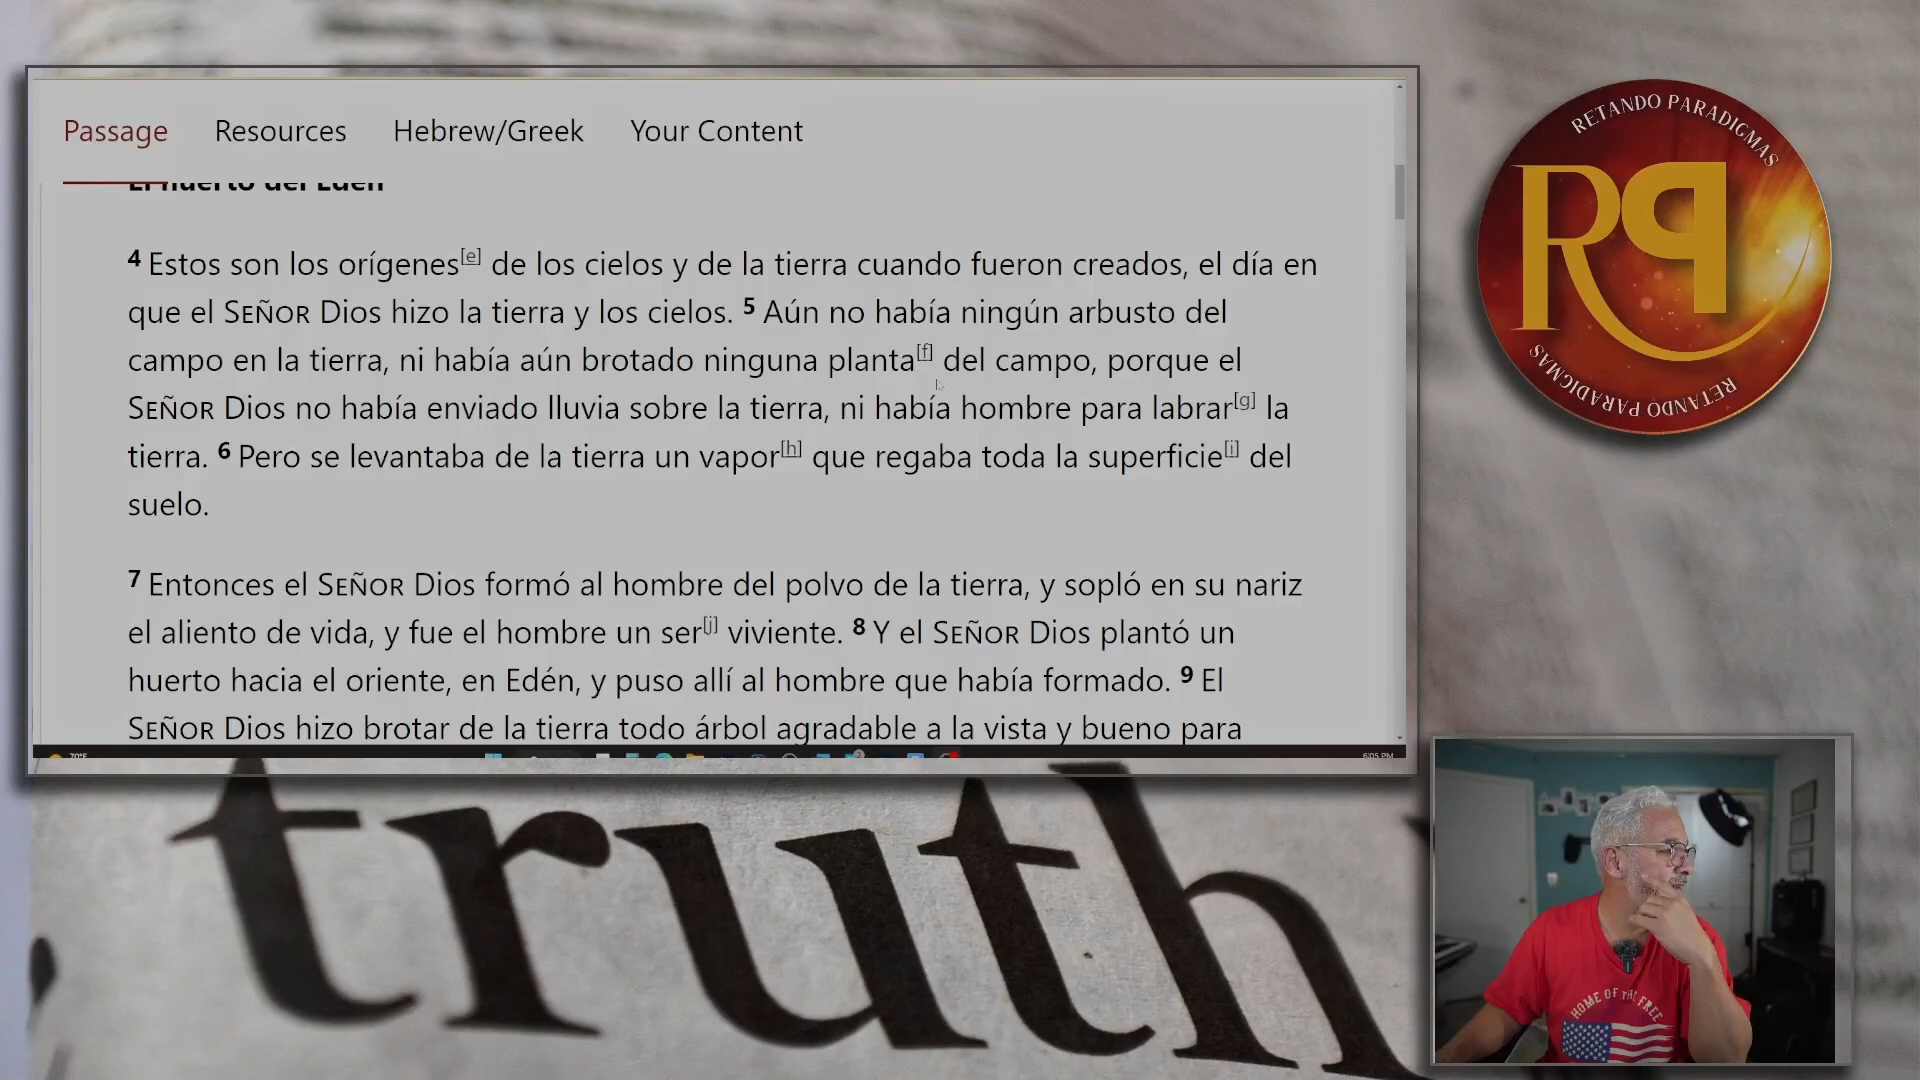 Passage Resources Hebrew/Greek Your Content
El huerto del Edén
4 Estos son los orígenes[e] de los cielos y de la tierra cuando fueron creados, el día en
que el SEÑOR Dios hizo la tierra y los cielos. 5 Aún no había ningún arbusto del
campo en la tierra, ni había aún brotado ninguna planta[f] del campo, porque el
SEÑOR Dios no había enviado lluvia sobre la tierra, ni había hombre para labrar[g] la
tierra. 6 Pero se levantaba de la tierra un vapor[h] que regaba toda la superficie[i] del
suelo.
7 Entonces el SEÑOR Dios formó al hombre del polvo de la tierra, y sopló en su nariz
el aliento de vida, y fue el hombre un ser[j] viviente. 8 Y el SEÑOR Dios plantó un
huerto hacia el oriente, en Edén, y puso allí al hombre que había formado. 9 El
SEÑOR Dios hizo brotar de la tierra todo árbol agradable a la vista y bueno para
70°F
6:05 PM
RETANDO PARADIGMAS
RP
RETANDO PARADIGMAS
truth
HOME OF THE FREE